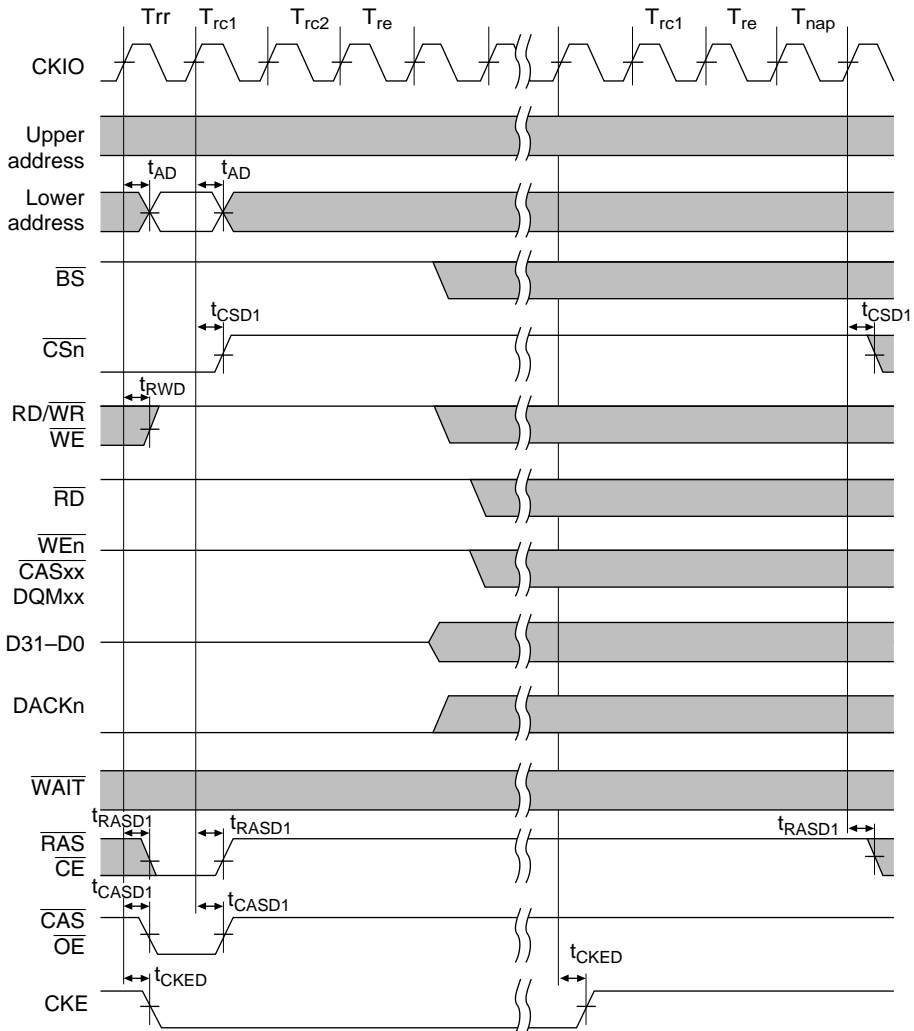 Trr Trc1 Trc2 Tre Trc1 Tre Tnap
CKIO
Upper
address
tAD tAD
Lower
address
BS
tCSD1 tCSD1
CSn
tRWD
RD/WR
WE
RD
WEn
CASxx
DQMxx
D31–D0
DACKn
WAIT
tRASD1 tRASD1 tRASD1
RAS
CE
tCASD1 tCASD1
CAS
OE
tCKED tCKED
CKE